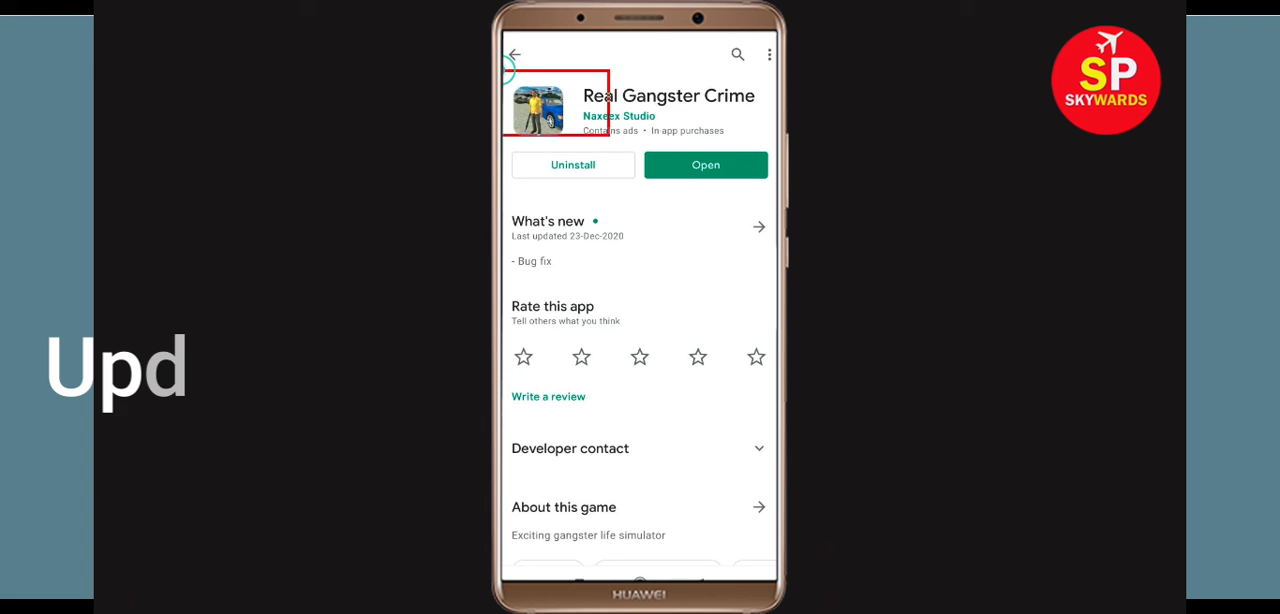 SP
SKYWARDS
Real Gangster Crime
Naxeex Studio
Contains ads • In app purchases
Uninstall
Open
What's new •
Last updated 23-Dec-2020
- Bug fix
Rate this app
Tell others what you think
Upd
Write a review
Developer contact
About this game
Exciting gangster life simulator
HUAWEI